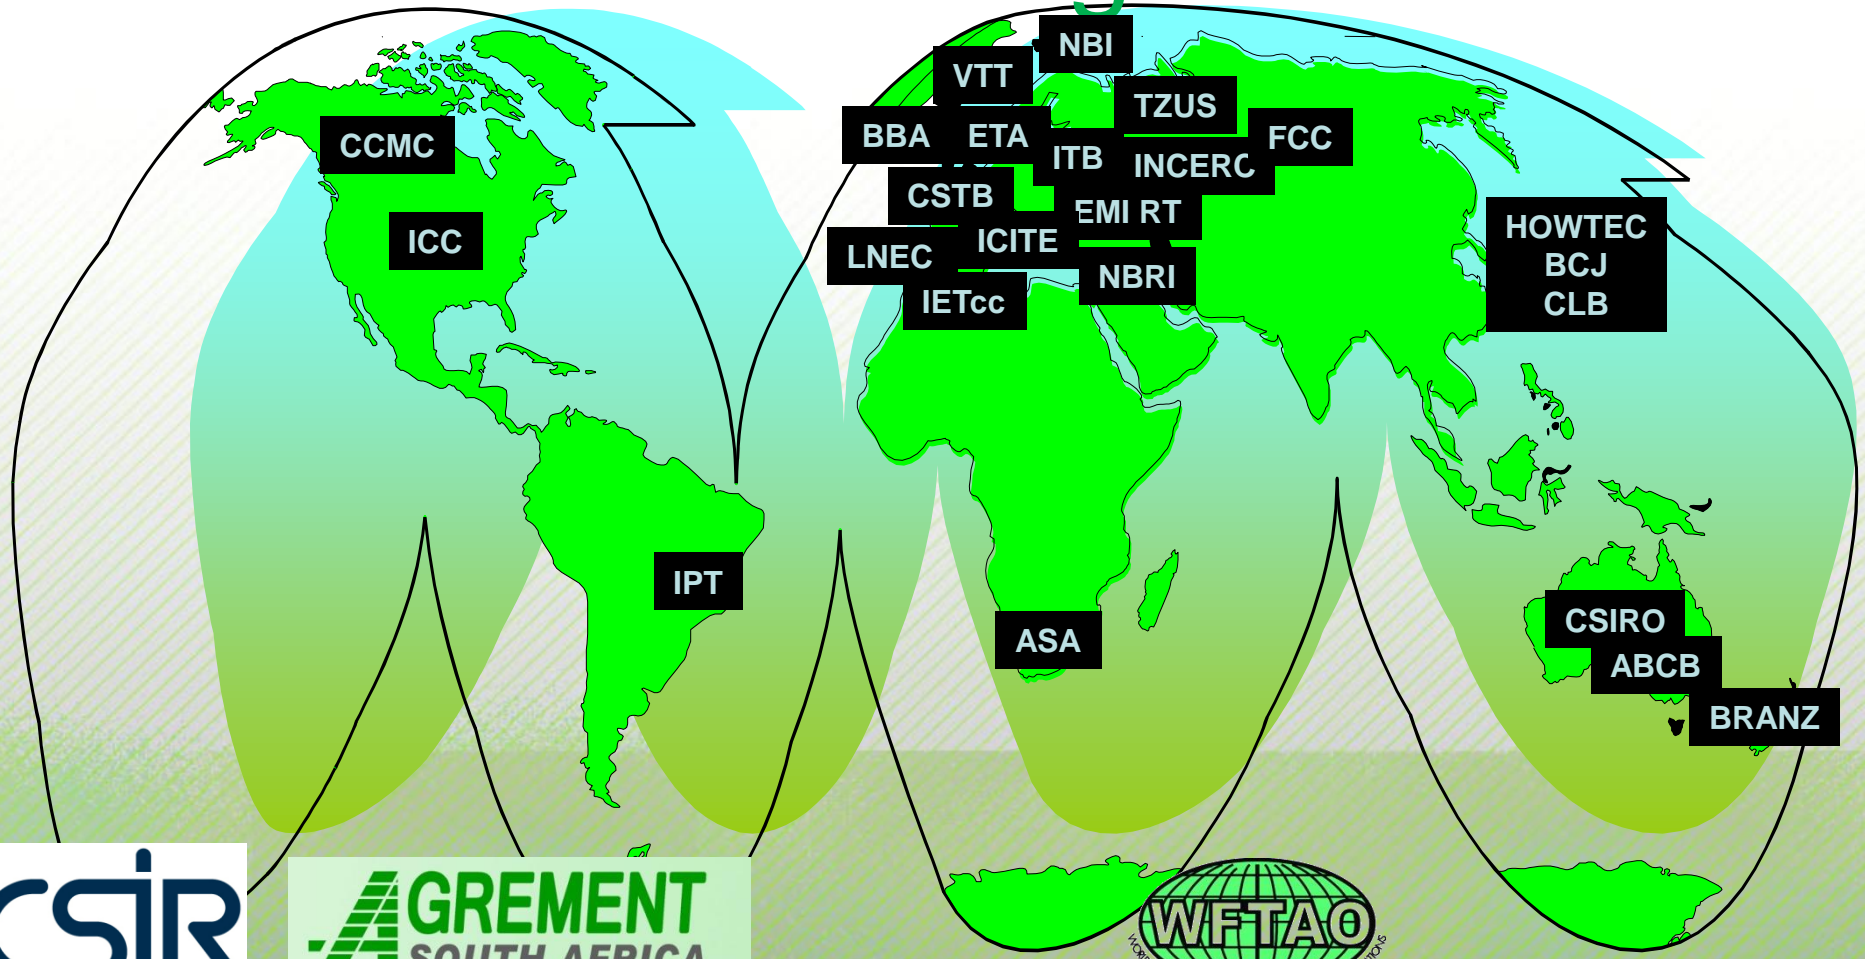 NBI
VTT
TZUS
BBA
ETA
FCC
ITB
INCERC
CCMC
CSTB
EMI RT
ICC
ICITE
HOWTEC
BCJ
CLB
LNEC
NBRI
IETcc
IPT
CSIRO
ASA
ABCB
BRANZ
CSIR
AGREMENT
SOUTH AFRICA
WFTAO